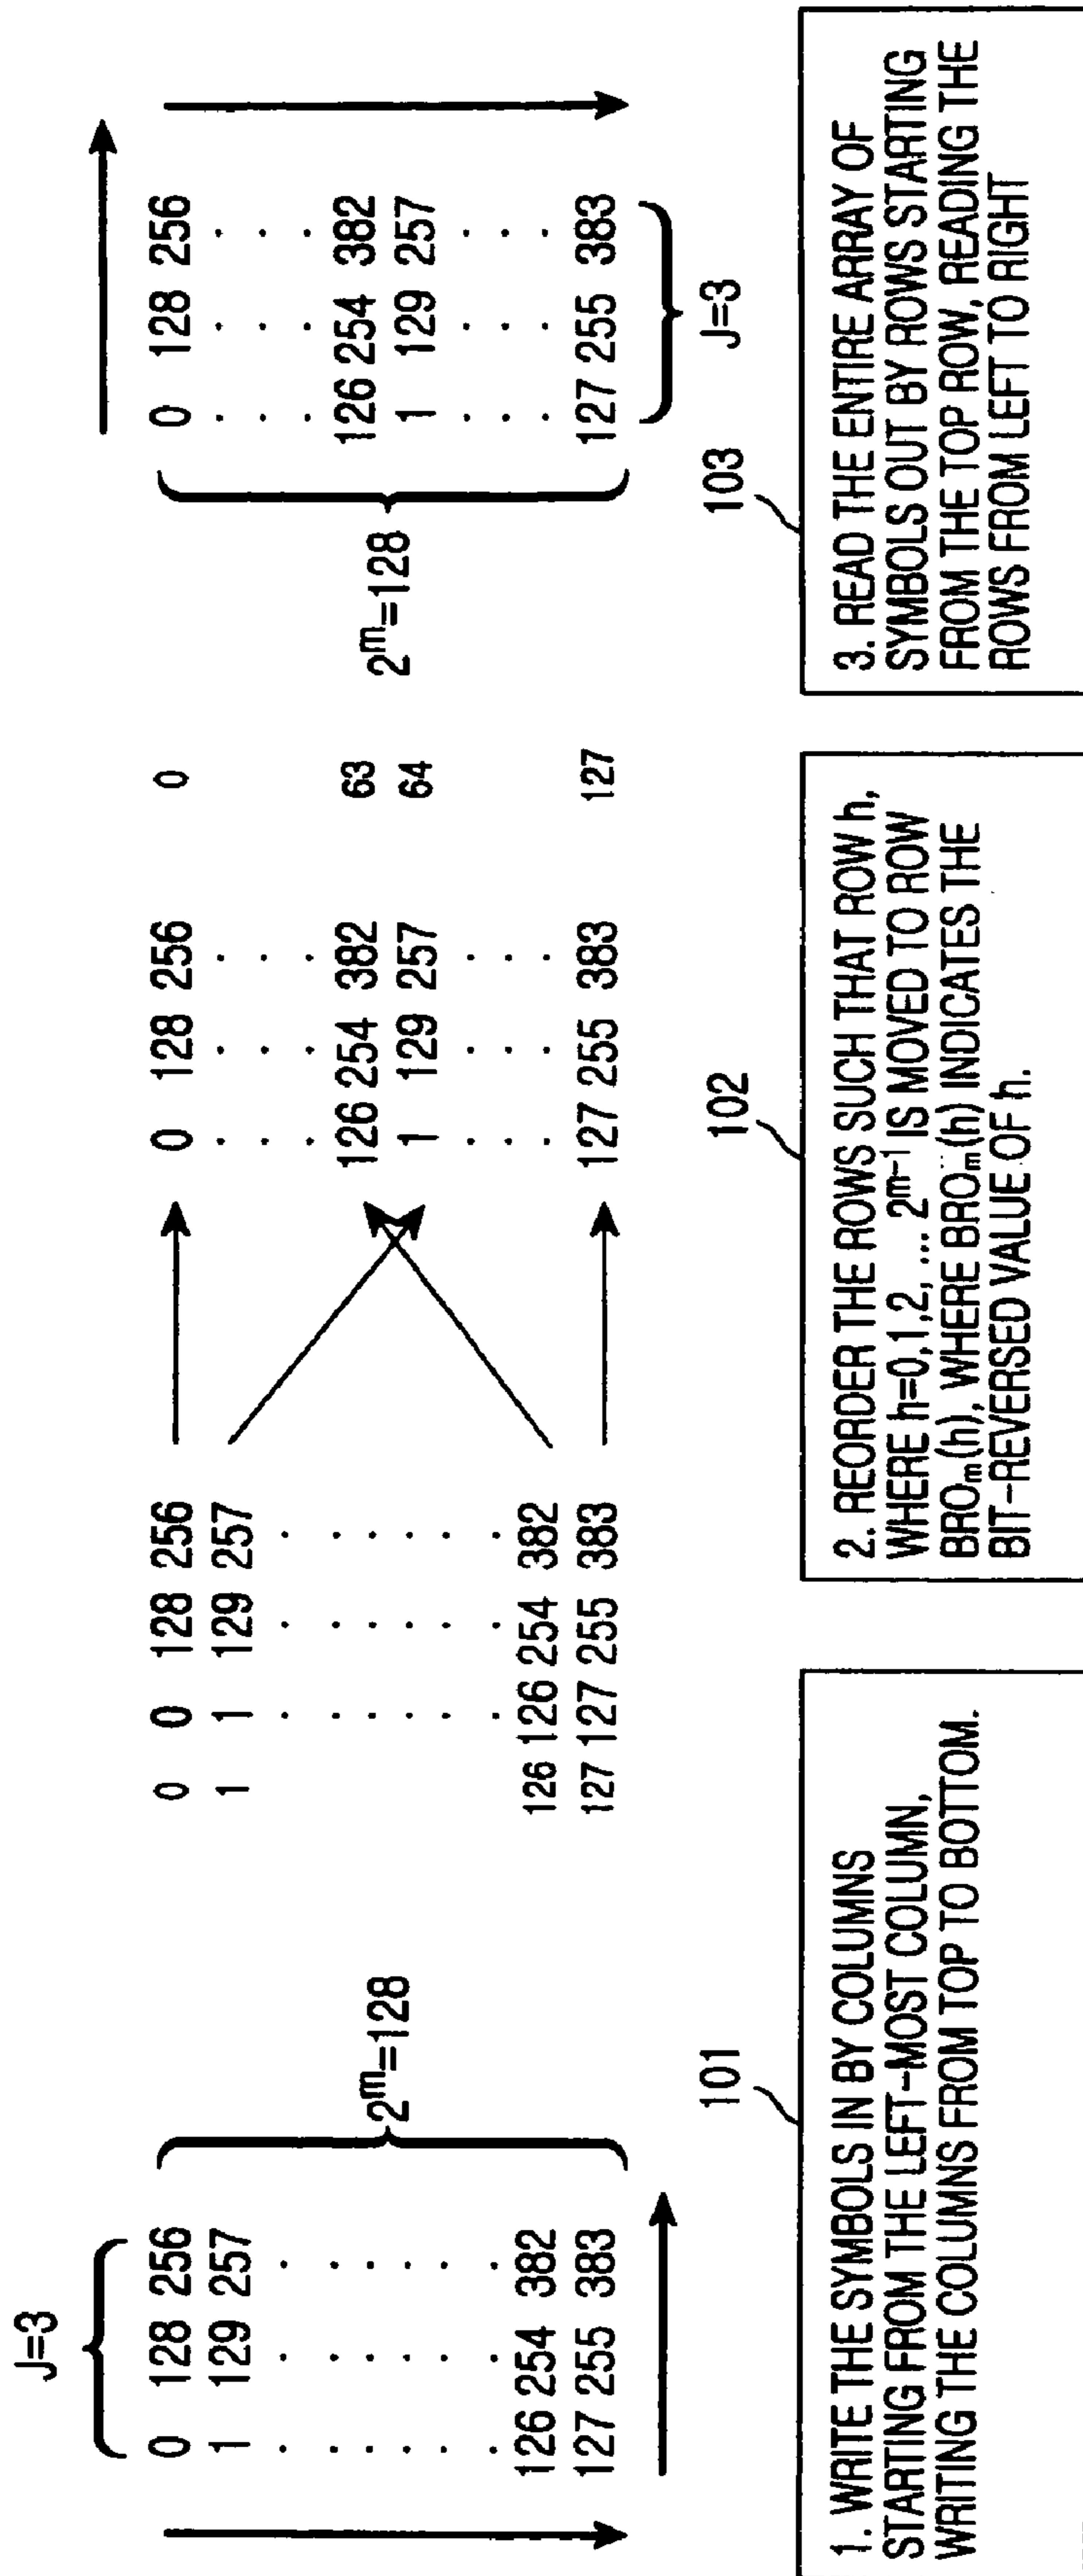 J=3
0 128 256
1 129 257
. . .
. . .
. . .
. . .
. . .
126 254 382
127 255 383
2ᵐ=128
101
1. WRITE THE SYMBOLS IN BY COLUMNS
STARTING FROM THE LEFT-MOST COLUMN,
WRITING THE COLUMNS FROM TOP TO BOTTOM.
0 0 128 256
1 1 129 257
. . .
. . .
. . .
. . .
. . .
126 126 254 382
127 127 255 383
0 128 256 0
. . .
. . .
. . .
126 254 382 63
1 129 257 64
. . .
. . .
. . .
127 255 383 127
102
2. REORDER THE ROWS SUCH THAT ROW h,
WHERE h=0,1,2, ... 2ᵐ⁻¹ IS MOVED TO ROW
BROₘ(h), WHERE BROₘ(h) INDICATES THE
BIT-REVERSED VALUE OF h.
2ᵐ=128
0 128 256
. . .
. . .
. . .
126 254 382
1 129 257
. . .
. . .
. . .
127 255 383
J=3
103
3. READ THE ENTIRE ARRAY OF
SYMBOLS OUT BY ROWS STARTING
FROM THE TOP ROW, READING THE
ROWS FROM LEFT TO RIGHT